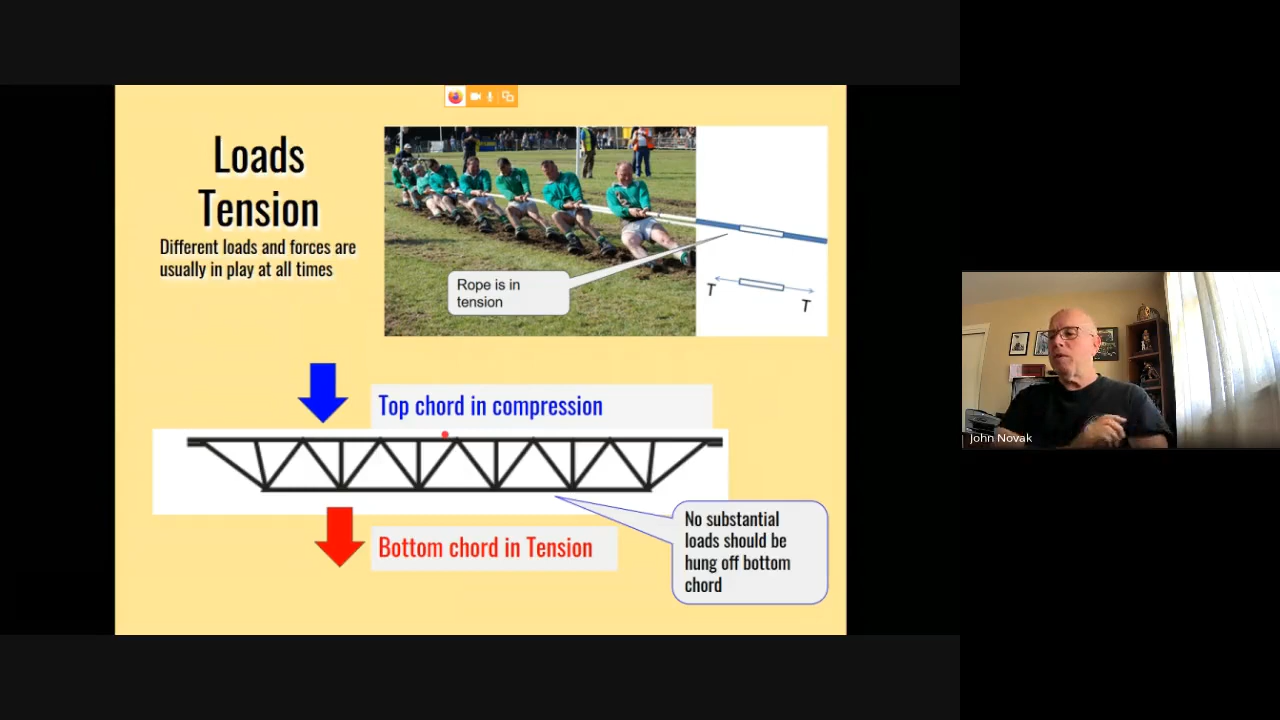 Loads
Tension
Different loads and forces are
usually in play at all times
Rope is in
tension
T
T
Top chord in compression
Bottom chord in Tension
No substantial
loads should be
hung off bottom
chord
John Novak